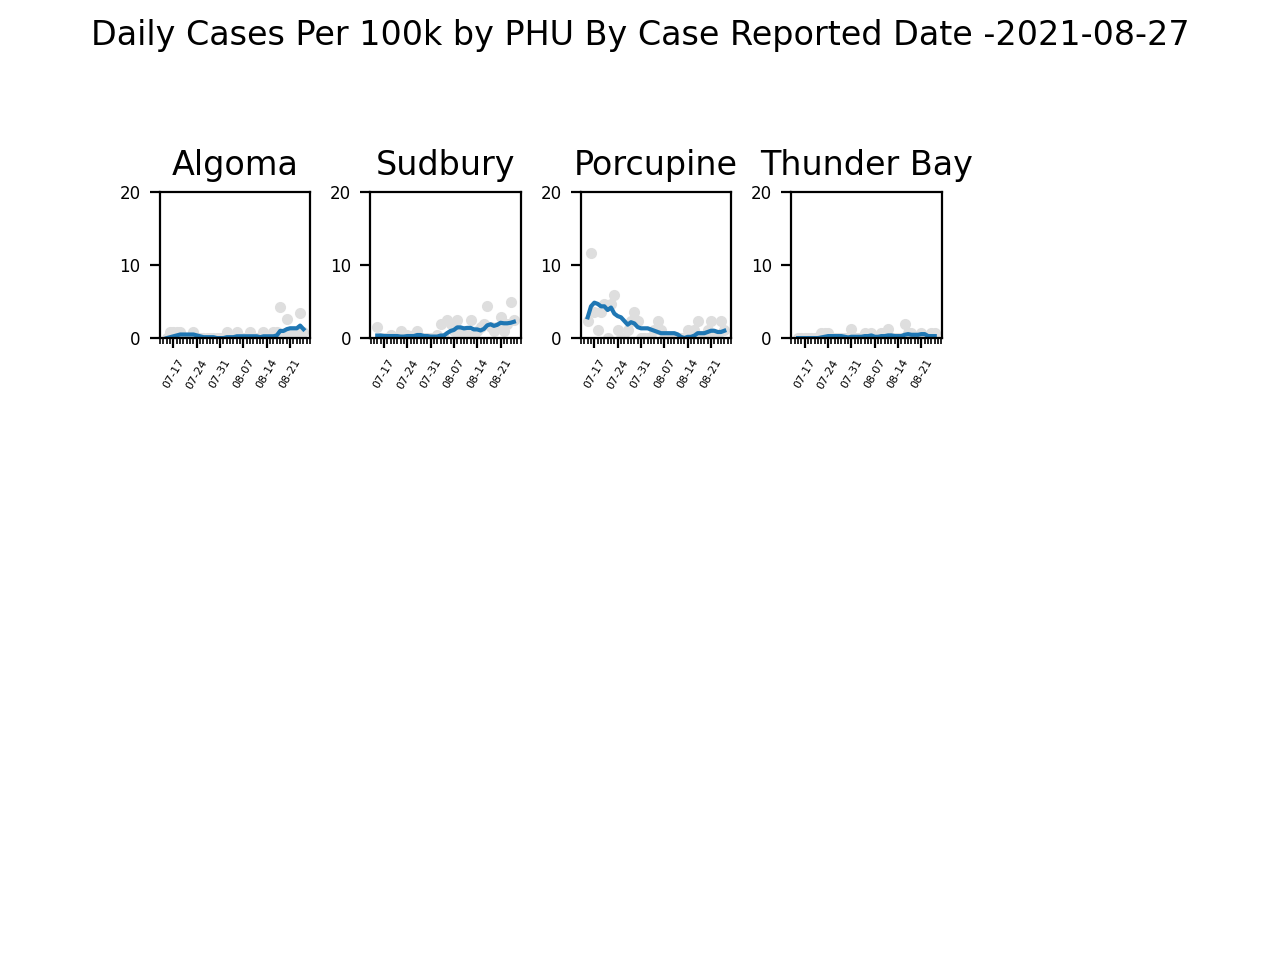 Daily Cases Per 100k by PHU By Case Reported Date -2021-08-27
Algoma Sudbury Porcupine Thunder Bay
20 20 20 20
10 10 10 10
0 0 0 0
07-17 07-24 07-31 08-07 08-14 08-21 07-17 07-24 07-31 08-07 08-14 08-21 07-17 07-24 07-31 08-07 08-14 08-21 07-17 07-24 07-31 08-07 08-14 08-21